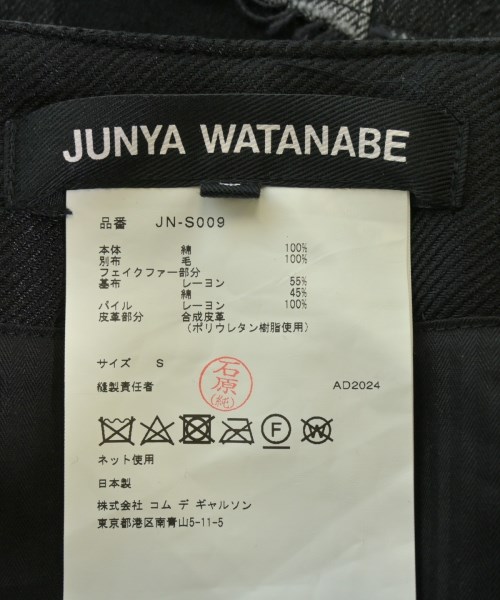 JUNYA WATANABE
品番 JN-S009
本体 綿 100%
別布 毛 100%
フェイクファー部分
基布 レーヨン 55%
綿 45%
パイル レーヨン 100%
皮革部分 合成皮革
(ポリウレタン樹脂使用)
サイズ S
石原
(純)
縫製責任者 AD2024
F
W
ネット使用
日本製
株式会社 コム デ ギャルソン
東京都港区南青山5-11-5